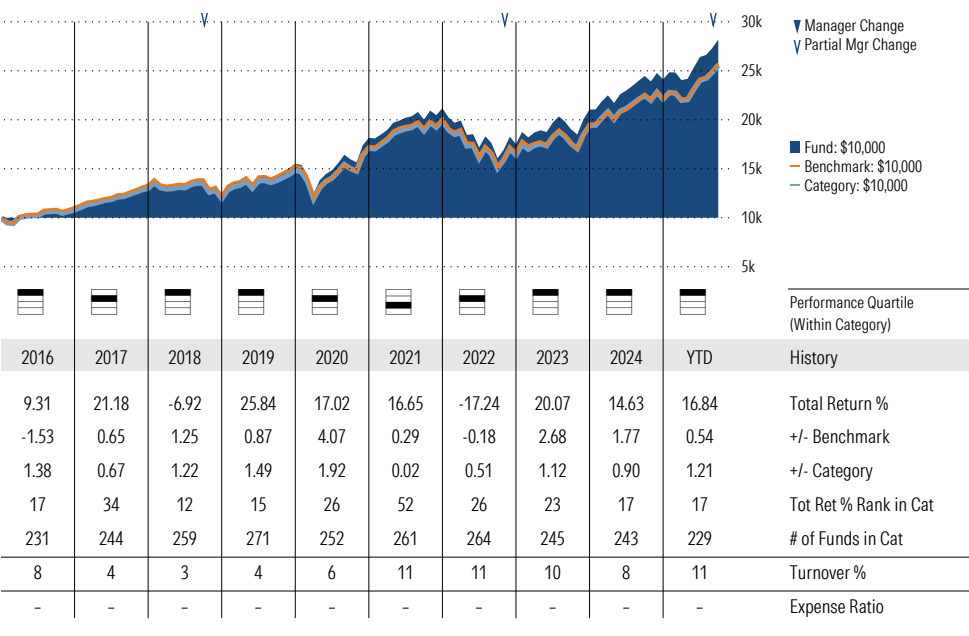 30k
25k
20k
15k
10k
5k
Manager Change
Partial Mgr Change
Fund: $10,000
Benchmark: $10,000
Category: $10,000
Performance Quartile
(Within Category)
2016 2017 2018 2019 2020 2021 2022 2023 2024 YTD History
9.31 21.18 -6.92 25.84 17.02 16.65 -17.24 20.07 14.63 16.84 Total Return %
-1.53 0.65 1.25 0.87 4.07 0.29 -0.18 2.68 1.77 0.54 +/- Benchmark
1.38 0.67 1.22 1.49 1.92 0.02 0.51 1.12 0.90 1.21 +/- Category
17 34 12 15 26 52 26 23 17 17 Tot Ret % Rank in Cat
231 244 259 271 252 261 264 245 243 229 # of Funds in Cat
8 4 3 4 6 11 11 10 8 11 Turnover %
– – – – – – – – – – Expense Ratio